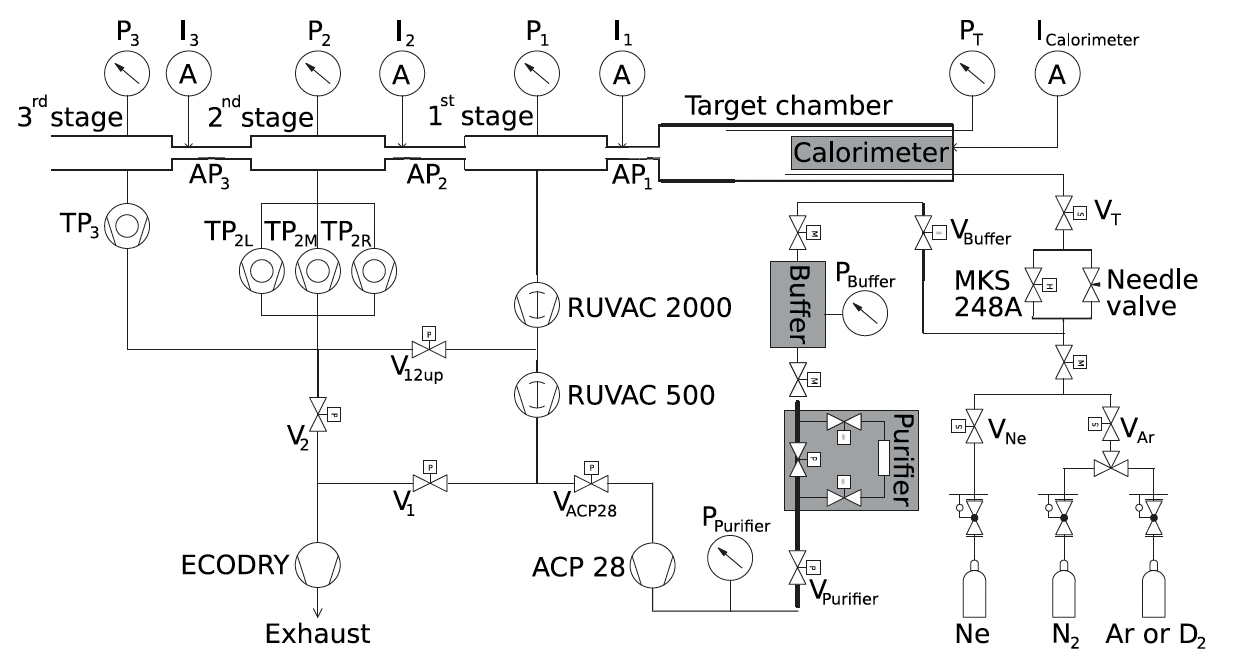 P3 I3 P2 I2 P1 I1 PT ICalorimeter
A A A A
3rd stage 2nd stage 1st stage Target chamber
Calorimeter
AP3 AP2 AP1
TP3 TP2L TP2M TP2R
S VT
M I VBuffer
Buffer PBuffer
MKS 248A
H
Needle valve
RUVAC 2000
P
V12up
M M
RUVAC 500
P
V2
Purifier
P
S VNe S VAr
P
V1
P
VACP28
PPurifier
ECODRY ACP 28
P
VPurifier
Exhaust Ne N2 Ar or D2